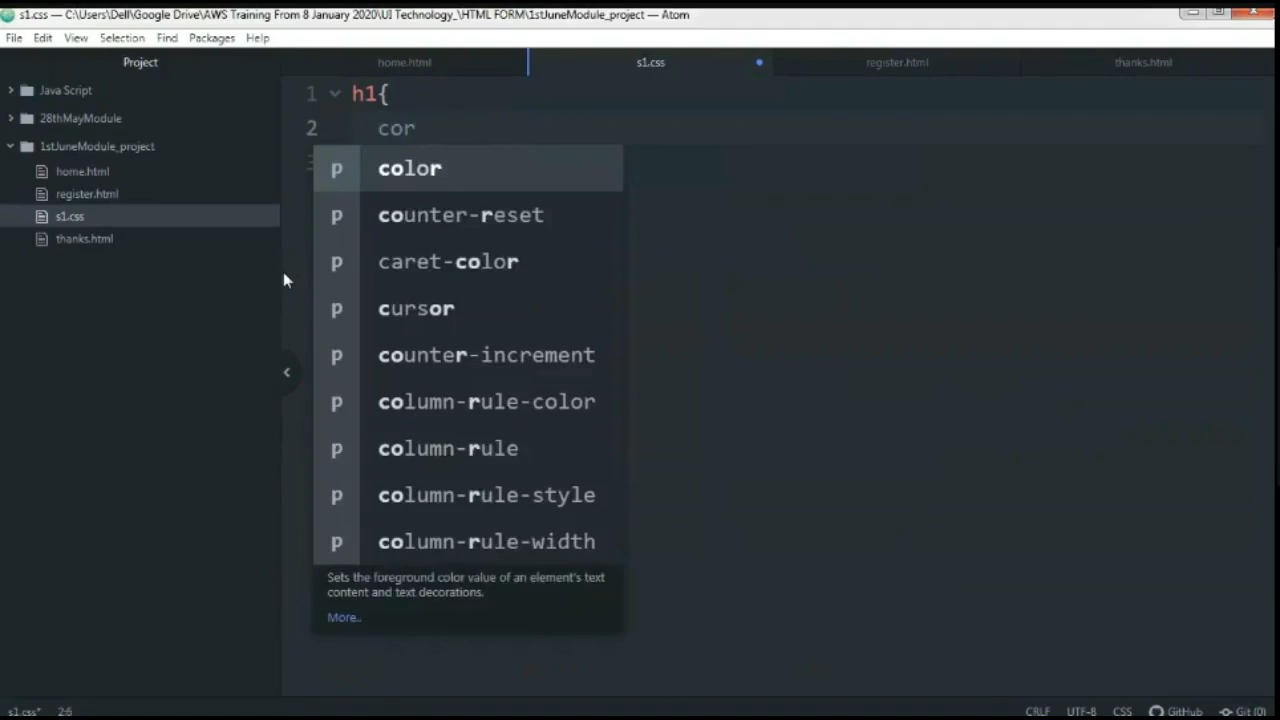 s1.css — C:\Users\Dell\Google Drive\AWS Training From 8 January 2020\UI Technology_\HTML FORM\1stJuneModule_project — Atom
File Edit View Selection Find Packages Help
Project
home.html s1.css register.html thanks.html
Java Script
28thMayModule
1stJuneModule_project
home.html
register.html
s1.css
thanks.html
1 h1{
2 cor
3
p color
p counter-reset
p caret-color
p cursor
p counter-increment
p column-rule-color
p column-rule
p column-rule-style
p column-rule-width
Sets the foreground color value of an element's text
content and text decorations.
More..
s1.css* 2:6 CRLF UTF-8 CSS GitHub Git (0)